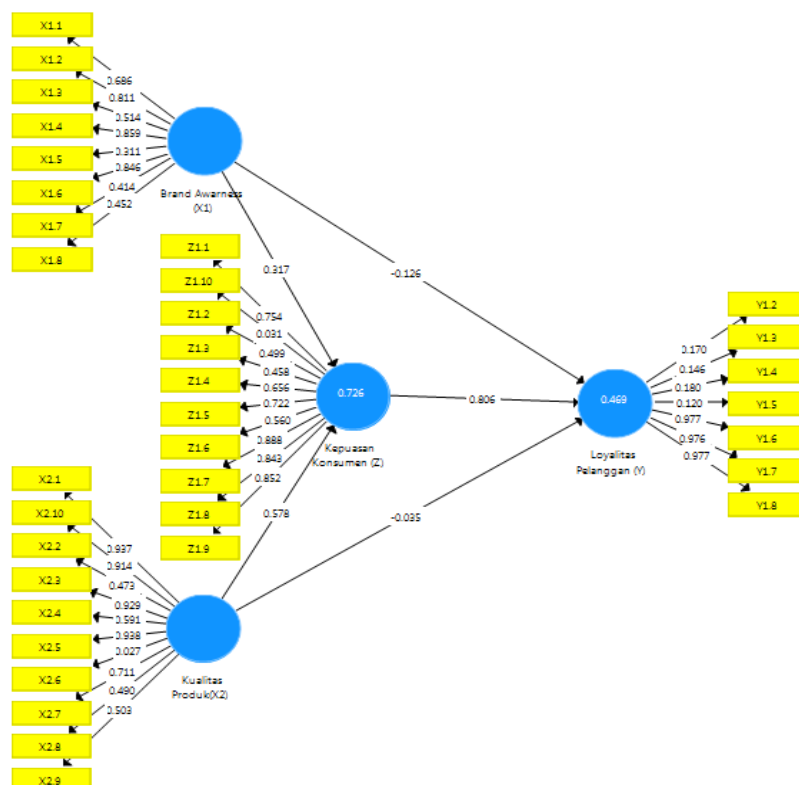 X1.1
X1.2
X1.3
X1.4
X1.5
X1.6
X1.7
X1.8
0.686
0.811
0.514
0.859
0.311
0.846
0.414
0.452
Brand Awarness
(X1)
0.317
-0.126
Z1.1
Z1.10
Z1.2
Z1.3
Z1.4
Z1.5
Z1.6
Z1.7
Z1.8
Z1.9
0.754
0.031
0.499
0.458
0.656
0.722
0.560
0.888
0.843
0.852
0.726
Kepuasan
Konsumen (Z)
0.806
0.578
-0.035
Y1.2
Y1.3
Y1.4
Y1.5
Y1.6
Y1.7
Y1.8
0.170
0.146
0.180
0.120
0.977
0.976
0.977
0.469
Loyalitas
Pelanggan (Y)
X2.1
X2.10
X2.2
X2.3
X2.4
X2.5
X2.6
X2.7
X2.8
X2.9
0.937
0.914
0.473
0.929
0.591
0.938
0.027
0.711
0.490
0.503
Kualitas
Produk(X2)